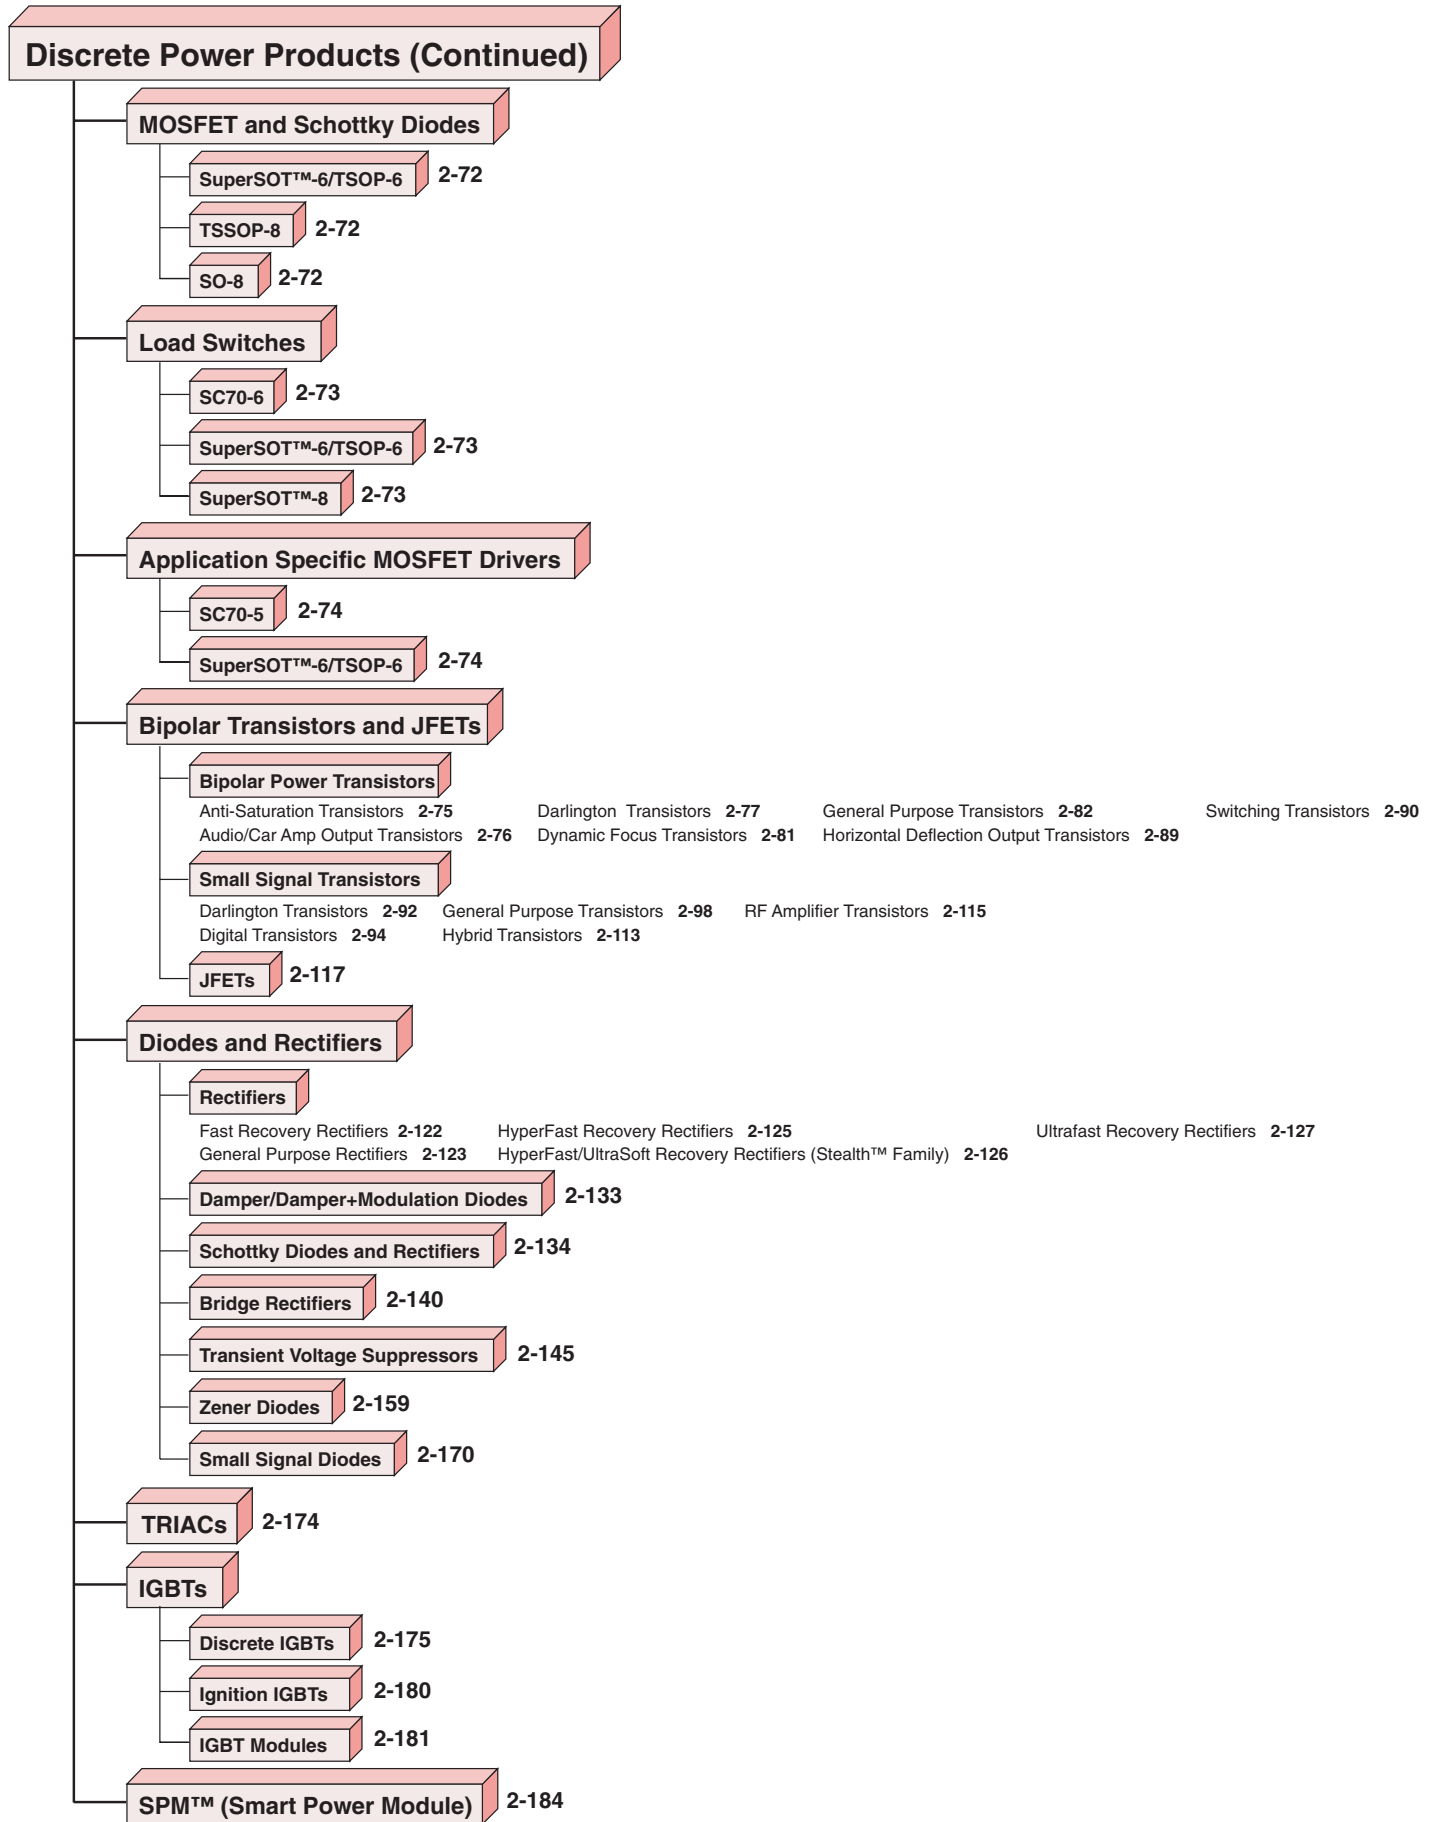 Discrete Power Products (Continued)
MOSFET and Schottky Diodes
SuperSOT™-6/TSOP-6 2-72
TSSOP-8 2-72
SO-8 2-72
Load Switches
SC70-6 2-73
SuperSOT™-6/TSOP-6 2-73
SuperSOT™-8 2-73
Application Specific MOSFET Drivers
SC70-5 2-74
SuperSOT™-6/TSOP-6 2-74
Bipolar Transistors and JFETs
Bipolar Power Transistors
Anti-Saturation Transistors 2-75 Darlington Transistors 2-77 General Purpose Transistors 2-82 Switching Transistors 2-90
Audio/Car Amp Output Transistors 2-76 Dynamic Focus Transistors 2-81 Horizontal Deflection Output Transistors 2-89
Small Signal Transistors
Darlington Transistors 2-92 General Purpose Transistors 2-98 RF Amplifier Transistors 2-115
Digital Transistors 2-94 Hybrid Transistors 2-113
JFETs 2-117
Diodes and Rectifiers
Rectifiers
Fast Recovery Rectifiers 2-122 HyperFast Recovery Rectifiers 2-125 Ultrafast Recovery Rectifiers 2-127
General Purpose Rectifiers 2-123 HyperFast/UltraSoft Recovery Rectifiers (Stealth™ Family) 2-126
Damper/Damper+Modulation Diodes 2-133
Schottky Diodes and Rectifiers 2-134
Bridge Rectifiers 2-140
Transient Voltage Suppressors 2-145
Zener Diodes 2-159
Small Signal Diodes 2-170
TRIACs 2-174
IGBTs
Discrete IGBTs 2-175
Ignition IGBTs 2-180
IGBT Modules 2-181
SPM™ (Smart Power Module) 2-184